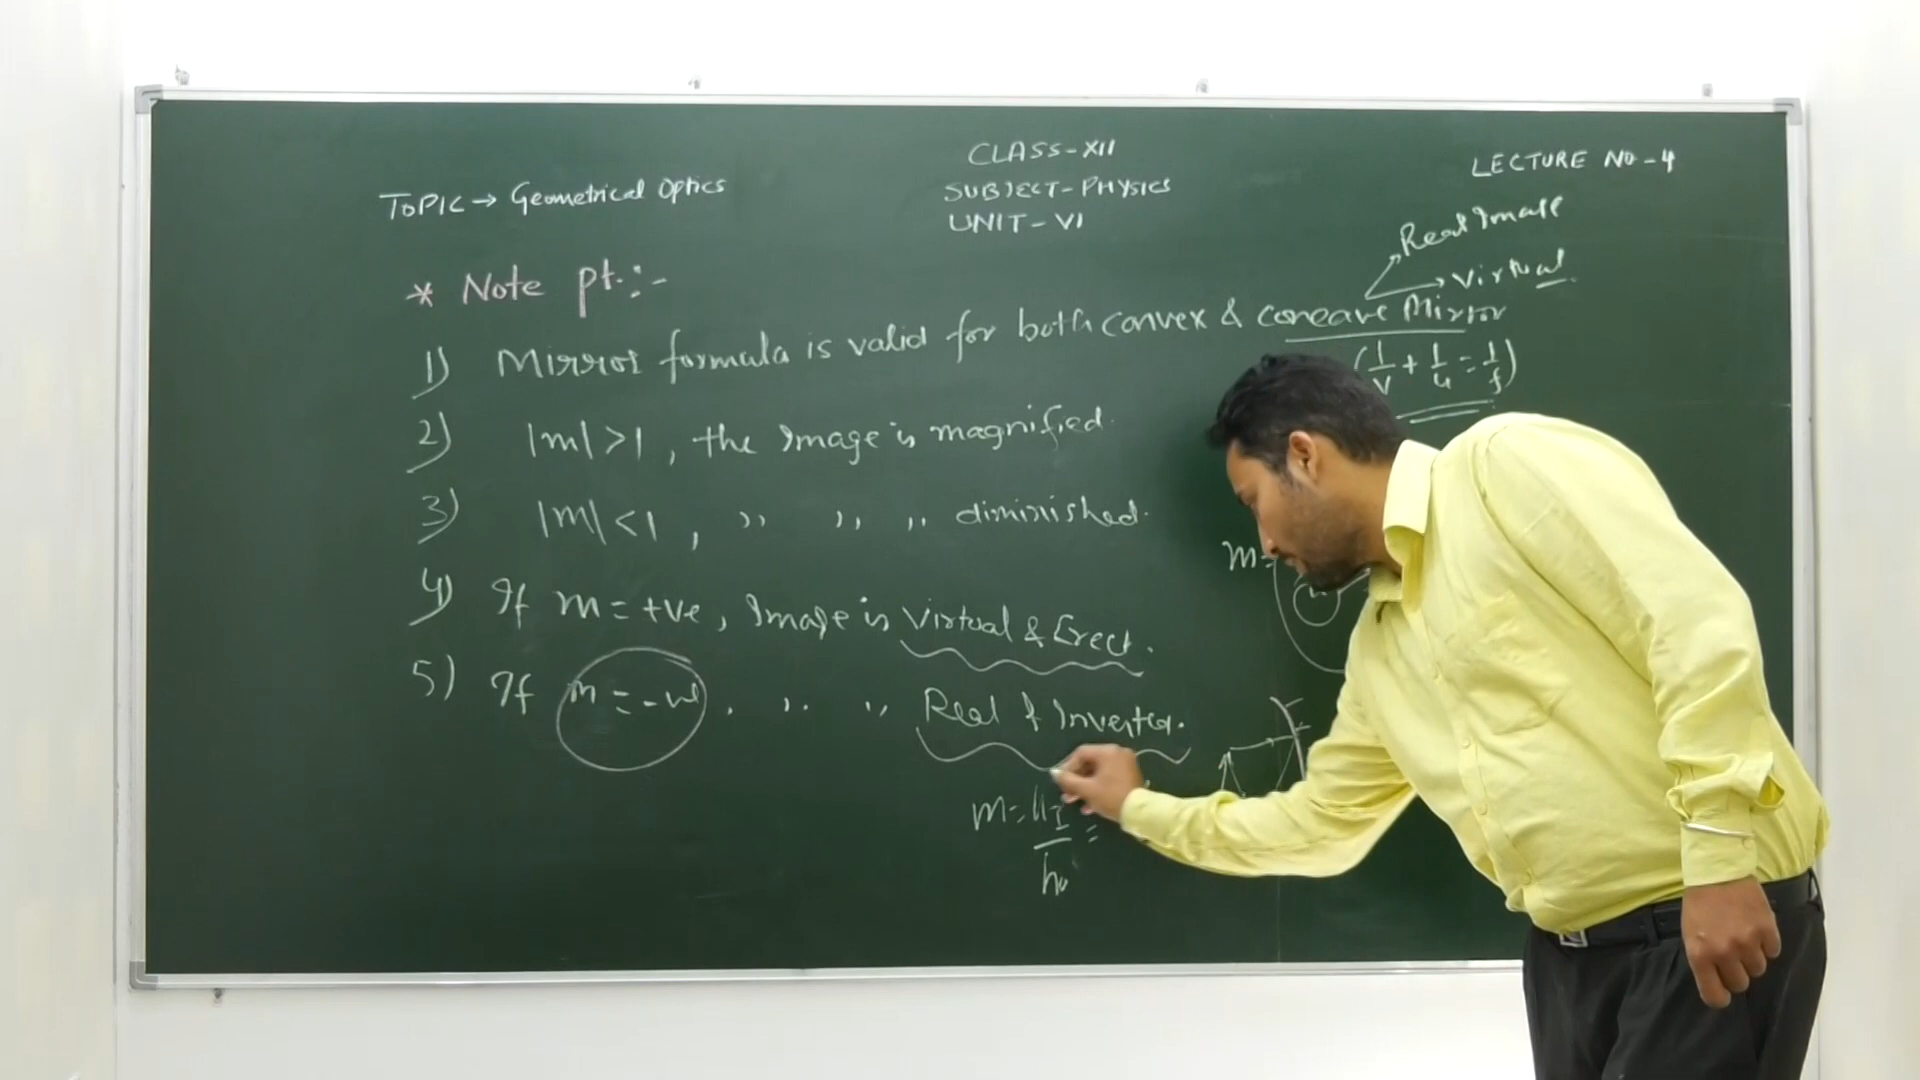 CLASS-XII
LECTURE NO-4
TOPIC → Geometrical Optics
SUBJECT-PHYSICS
UNIT-VI
Real Image
Virtual
* Note pt.:-
1) Mirror formula is valid for both convex & concave Mirror
(1/v + 1/u = 1/f)
2) |m|>1, the Image is magnified.
3) |m|<1, ,, ,, ,, diminished.
m=
4) If m = +ve, Image is Virtual & Erect.
5) If m = -ve, ,, ,, Real &
m = hI/ho =